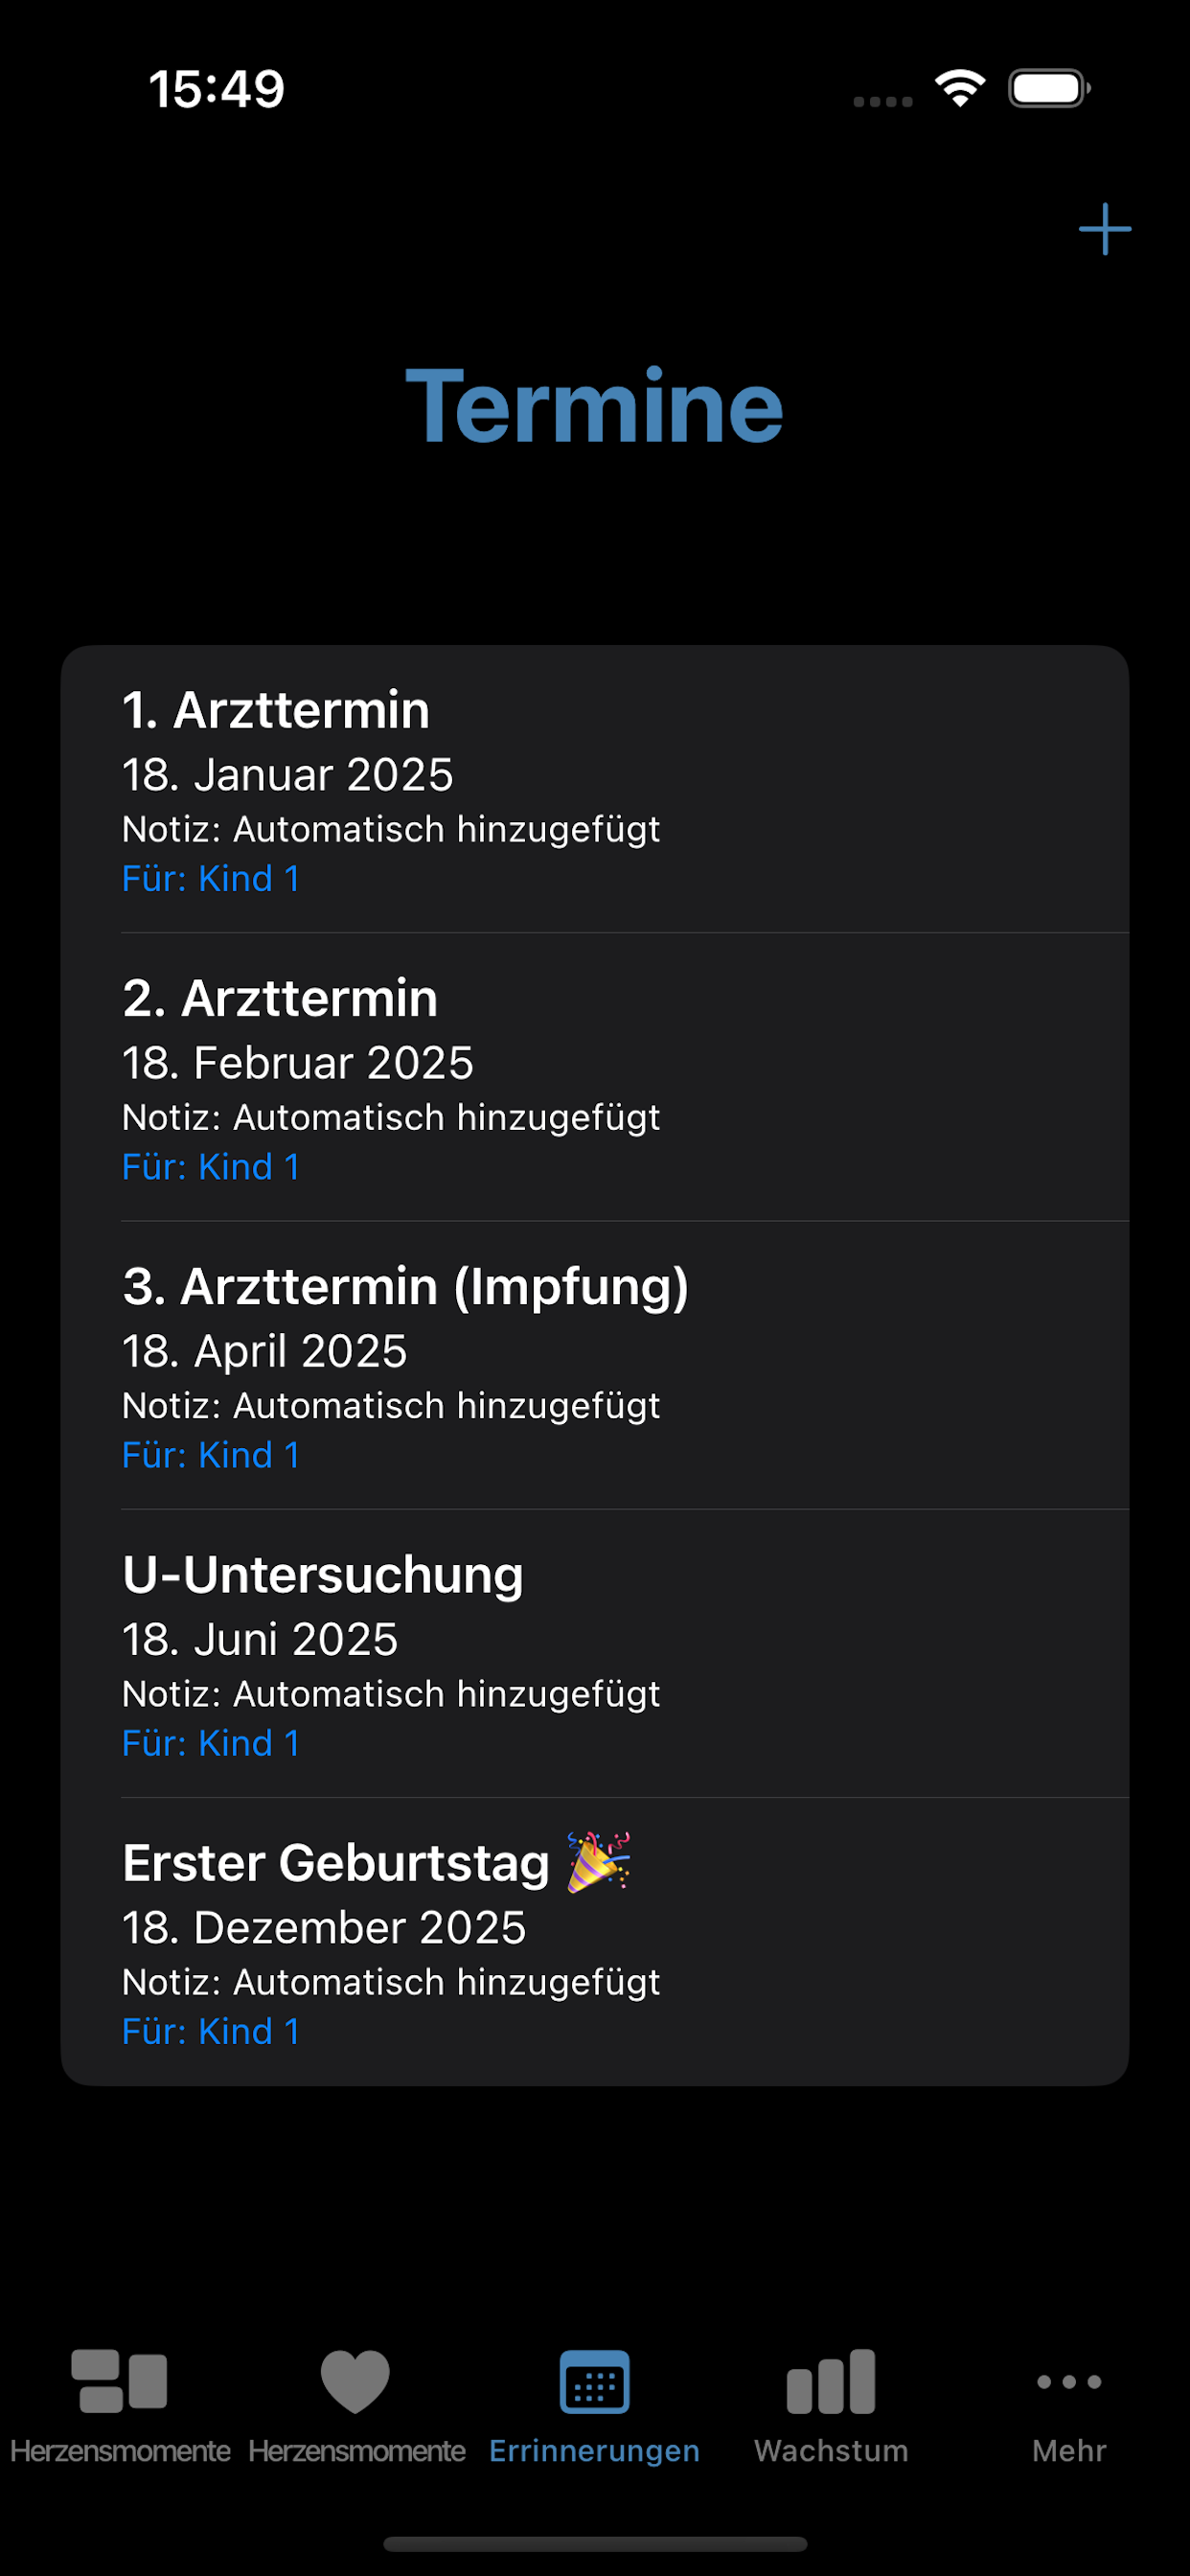 15:49
Termine
1. Arzttermin
18. Januar 2025
Notiz: Automatisch hinzugefügt
Für: Kind 1
2. Arzttermin
18. Februar 2025
Notiz: Automatisch hinzugefügt
Für: Kind 1
3. Arzttermin (Impfung)
18. April 2025
Notiz: Automatisch hinzugefügt
Für: Kind 1
U-Untersuchung
18. Juni 2025
Notiz: Automatisch hinzugefügt
Für: Kind 1
Erster Geburtstag 🎉
18. Dezember 2025
Notiz: Automatisch hinzugefügt
Für: Kind 1
Herzensmomente Herzensmomente Errinnerungen Wachstum Mehr